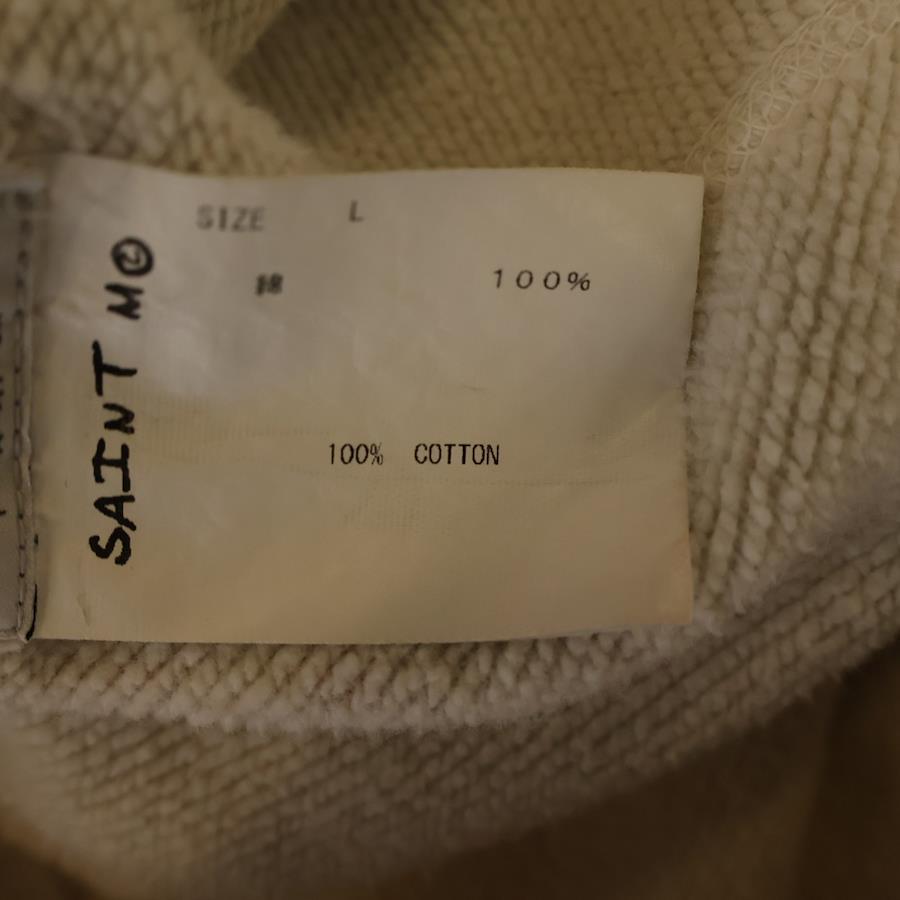 SIZE L
100%
100% COTTON
SAINT M